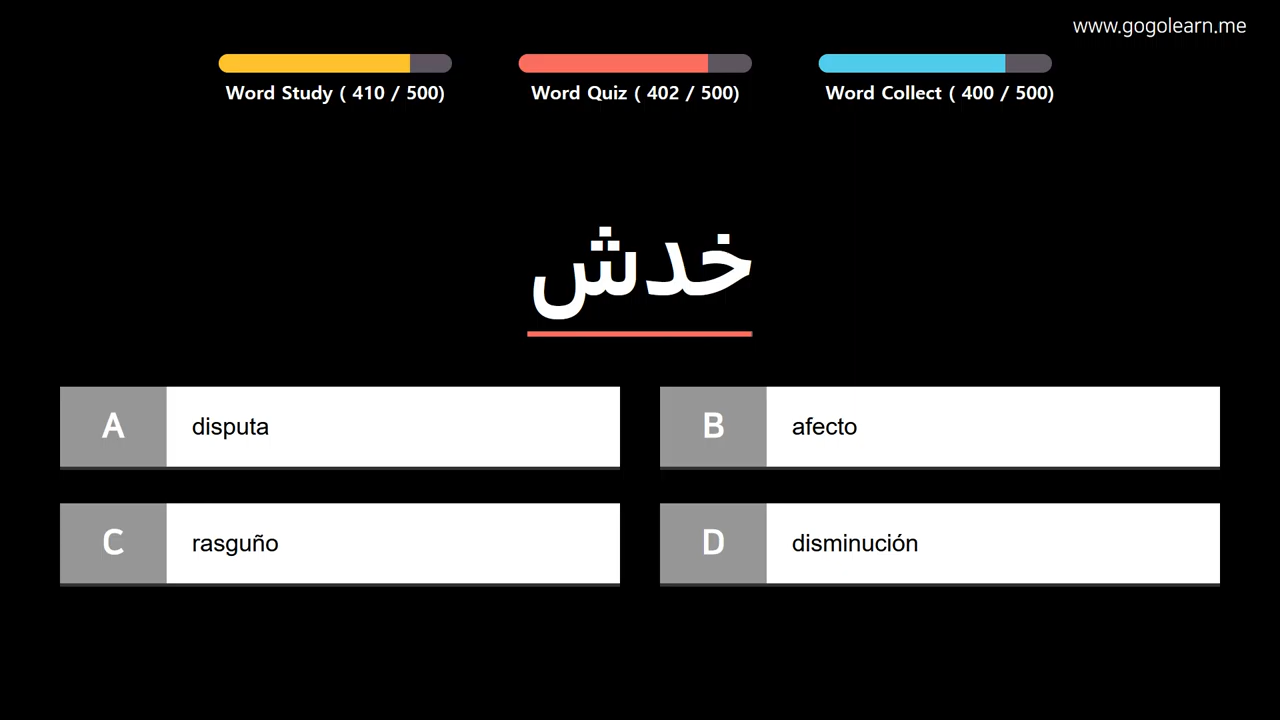 www.gogolearn.me
Word Study ( 410 / 500)
Word Quiz ( 402 / 500)
Word Collect ( 400 / 500)
خدش
A
disputa
B
afecto
C
rasguño
D
disminución